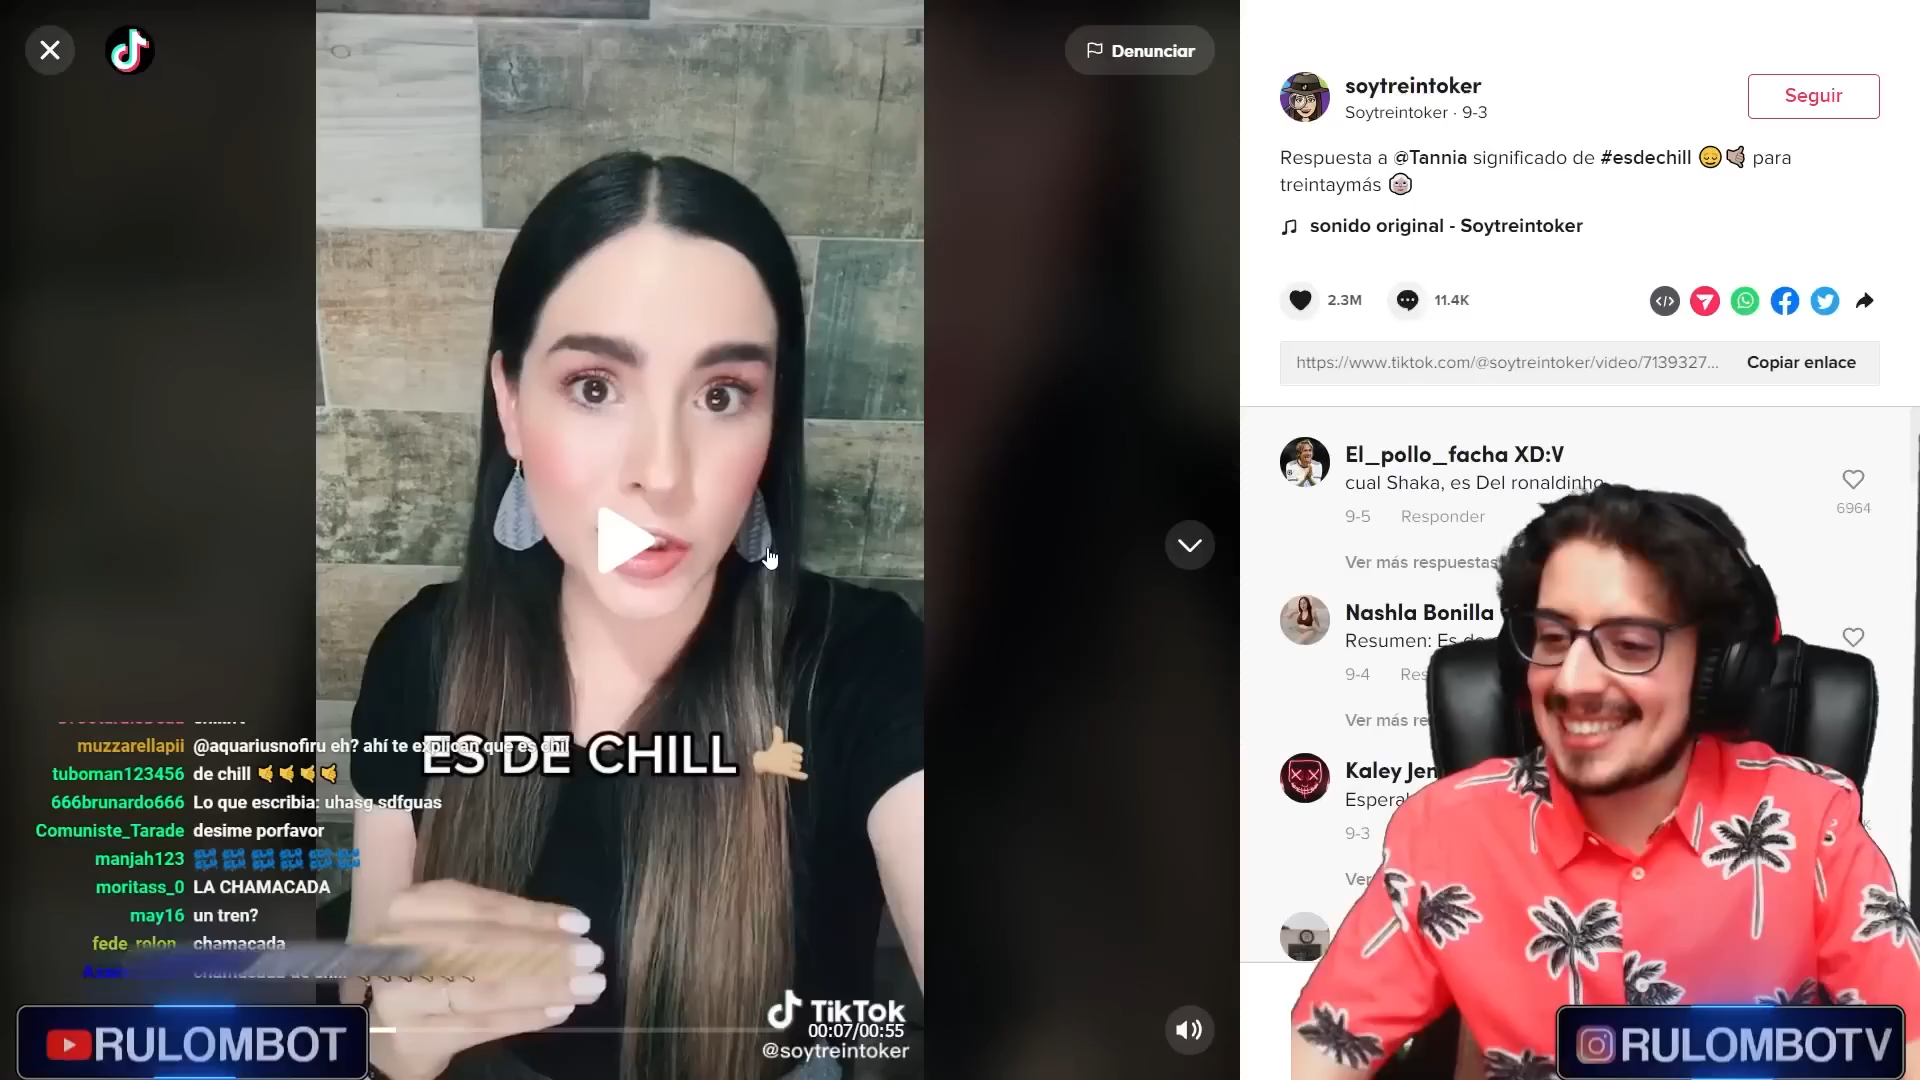 Denunciar
soytreintoker
Soytreintoker · 9-3
Seguir
Respuesta a @Tannia significado de #esdechill 😌🤙🏽 para
treintaymás 👵🏻
sonido original - Soytreintoker
2.3M
11.4K
https://www.tiktok.com/@soytreintoker/video/7139327...
Copiar enlace
El_pollo_facha XD:V
cual Shaka, es Del ronaldinho
9-5 Responder
6964
Ver más respuestas
Nashla Bonilla
Resumen: Es de
9-4
Ver más
Kaley Jen
9-3
muzzarellapii @aquariusnofiru eh? ahí te explican que es chil
tuboman123456 de chill 🤙🤙🤙🤙
666brunardo666 Lo que escribia: uhasg sdfguas
Comuniste_Tarade desime porfavor
manjah123
moritass_0 LA CHAMACADA
may16 un tren?
fede_rolon_ chamacada
ES DE CHILL 🤙
TikTok
00:07/00:55
@soytreintoker
RULOMBOT
RULOMBOTV